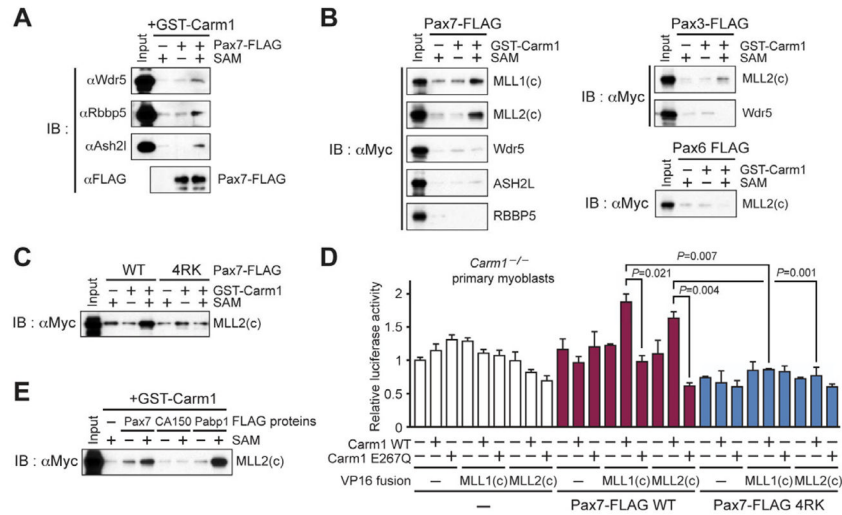 A
+GST-Carm1
Input
− + + Pax7-FLAG
+ − + SAM
IB :
αWdr5
αRbbp5
αAsh2l
αFLAG
Pax7-FLAG
B
Pax7-FLAG
Input
− + + GST-Carm1
+ − + SAM
IB : αMyc
MLL1(c)
MLL2(c)
Wdr5
ASH2L
RBBP5
Pax3-FLAG
Input
− + + GST-Carm1
+ − + SAM
IB : αMyc
MLL2(c)
Wdr5
Pax6 FLAG
Input
− + + GST-Carm1
+ − + SAM
IB : αMyc
MLL2(c)
C
Input
WT 4RK Pax7-FLAG
− + + − + + GST-Carm1
+ − + + − + SAM
IB : αMyc
MLL2(c)
D
Carm1−/−
primary myoblasts
P=0.007
P=0.021
P=0.001
P=0.004
Relative luciferase activity
2
1.5
1
0.5
0
Carm1 WT − + − − + − − + − − + − − + − − + − − + − − + − − + −
Carm1 E267Q − − + − − + − − + − − + − − + − − + − − + − − + − − +
VP16 fusion − MLL1(c) MLL2(c) − MLL1(c) MLL2(c) − MLL1(c) MLL2(c)
− Pax7-FLAG WT Pax7-FLAG 4RK
E
+GST-Carm1
Input
− Pax7 CA150 Pabp1 FLAG proteins
+ − + − + − + SAM
IB : αMyc
MLL2(c)